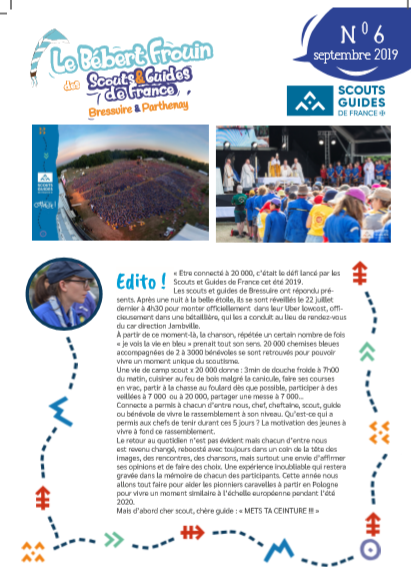 Le Bébert Frouin
des Scouts & Guides
de France
Bressuire & Parthenay
N° 6
septembre 2019
SCOUTS
GUIDES
DE FRANCE
SCOUTS
GUIDES
DE FRANCE
Edito !
« Etre connecté à 20 000, c'était le défi lancé par les
Scouts et Guides de France cet été 2019.
Les scouts et guides de Bressuire ont répondu pré-
sents. Après une nuit à la belle étoile, ils se sont réveillés le 22 juillet
dernier à 4h30 pour monter officiellement dans leur Uber lowcost, offi-
cieusement dans une bétaillère, qui les a conduit au lieu de rendez-vous
du car direction Jambville.
À partir de ce moment-là, la chanson, répétée un certain nombre de fois
« je vois la vie en bleu » prenait tout son sens. 20 000 chemises bleues
accompagnées de 2 à 3000 bénévoles se sont retrouvés pour pouvoir
vivre un moment unique du scoutisme.
Une vie de camp scout x 20 000 donne : 3min de douche froide à 7h00
du matin, cuisiner au feu de bois malgré la canicule, faire ses courses
en vrac, partir à la chasse au foulard dès que possible, participer à des
veillées à 7 000 ou à 20 000, partager une messe à 7 000...
Connecte a permis à chacun d'entre nous, chef, cheftaine, scout, guide
ou bénévole de vivre le rassemblement à son niveau. Qu'est-ce qui a
permis aux chefs de tenir durant ces 5 jours ? La motivation des jeunes à
vivre à fond ce rassemblement.
Le retour au quotidien n'est pas évident mais chacun d'entre nous
est revenu changé, reboosté avec toujours dans un coin de la tête des
images, des rencontres, des chansons, mais surtout une envie d'affirmer
ses opinions et de faire des choix. Une expérience inoubliable qui restera
gravée dans la mémoire de chacun des participants. Cette année nous
allons tout faire pour aider les pionniers caravelles à partir en Pologne
pour vivre un moment similaire à l'échelle européenne pendant l'été
2020.
Mais d'abord cher scout, chère guide : « METS TA CEINTURE !!! »